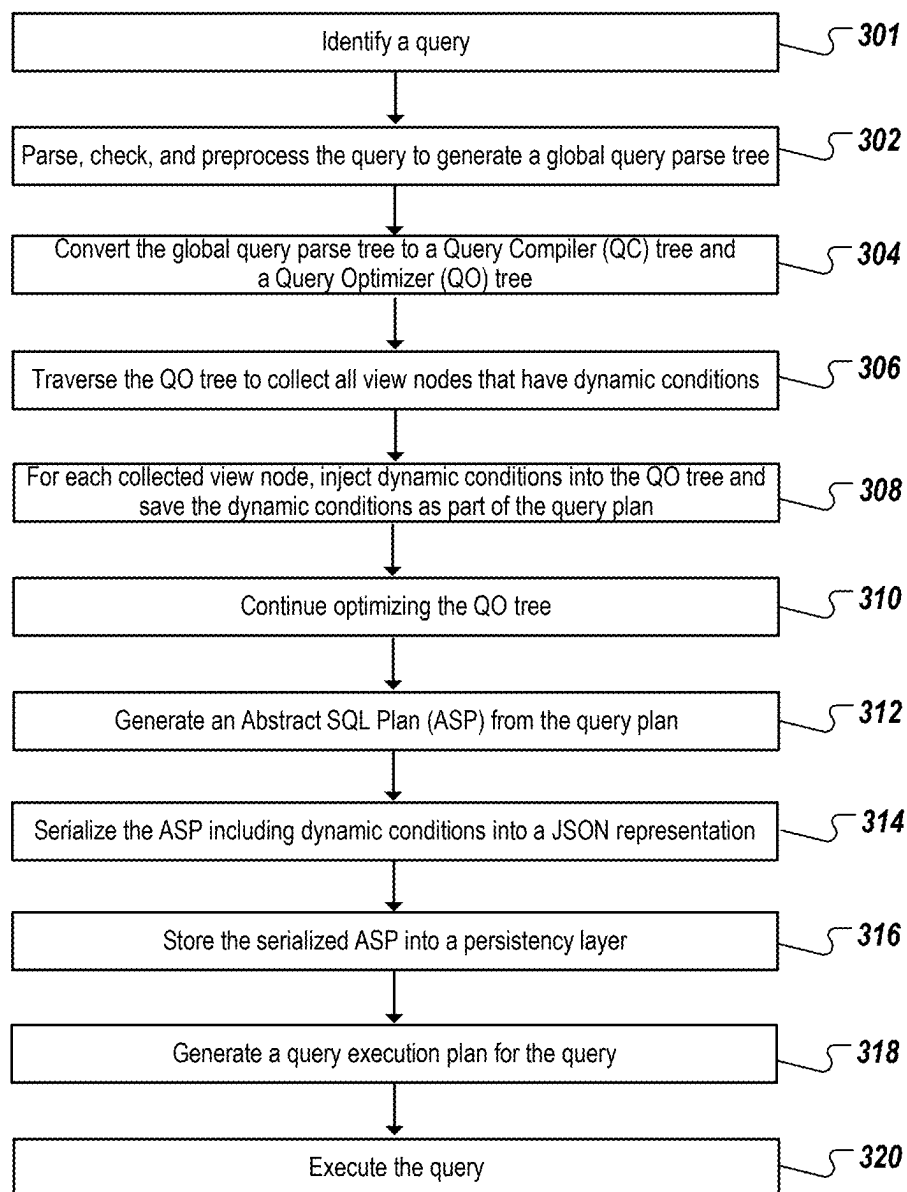 Identify a query
301
Parse, check, and preprocess the query to generate a global query parse tree
302
Convert the global query parse tree to a Query Compiler (QC) tree and
a Query Optimizer (QO) tree
304
Traverse the QO tree to collect all view nodes that have dynamic conditions
306
For each collected view node, inject dynamic conditions into the QO tree and
save the dynamic conditions as part of the query plan
308
Continue optimizing the QO tree
310
Generate an Abstract SQL Plan (ASP) from the query plan
312
Serialize the ASP including dynamic conditions into a JSON representation
314
Store the serialized ASP into a persistency layer
316
Generate a query execution plan for the query
318
Execute the query
320